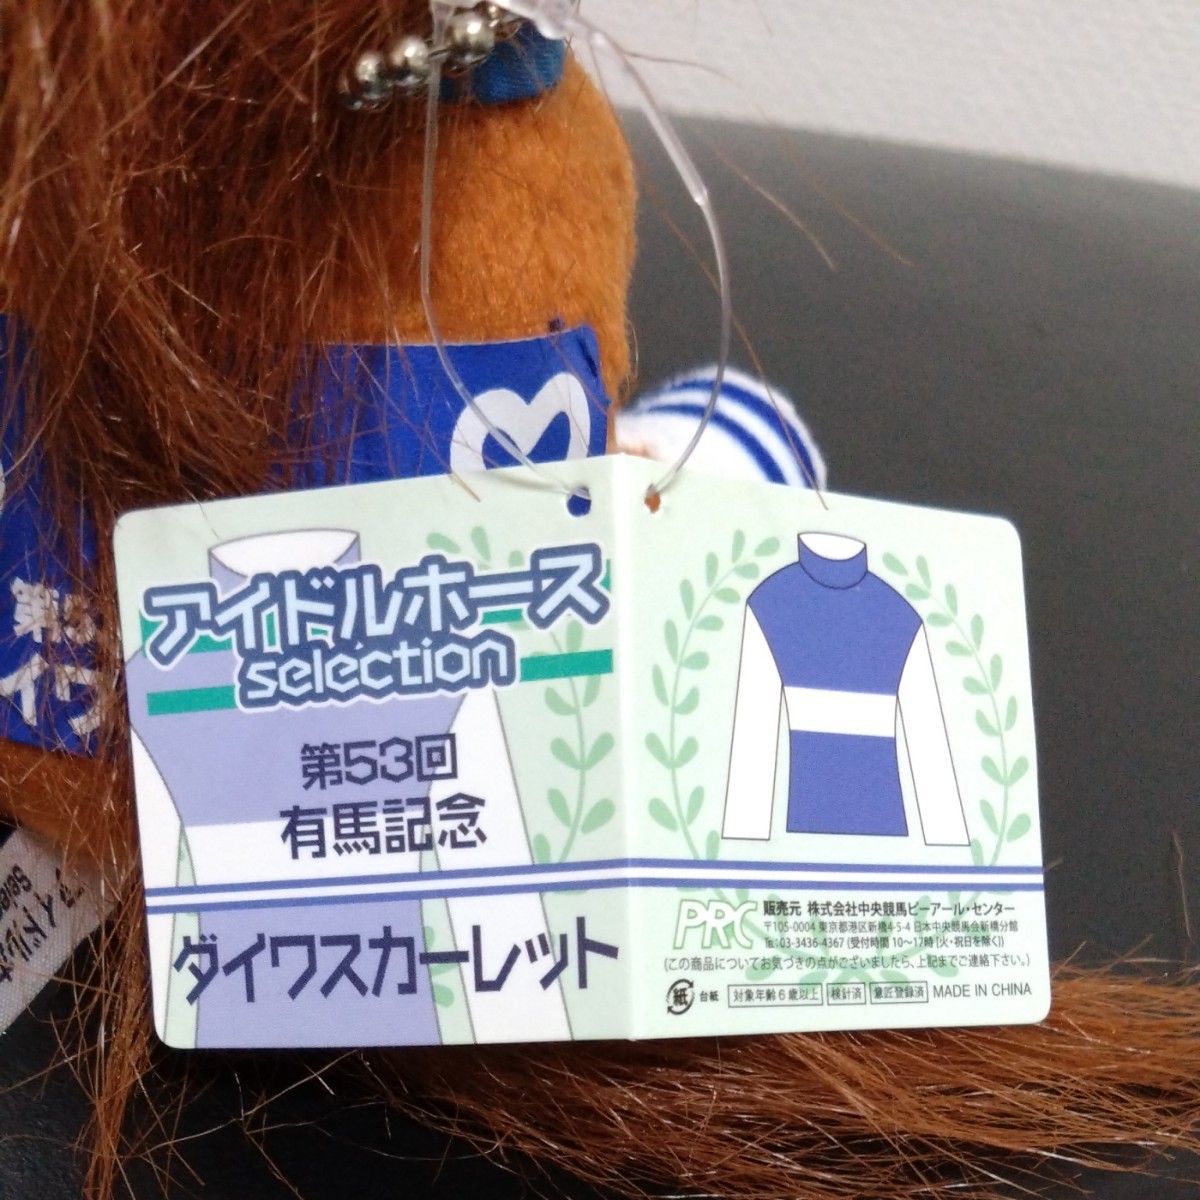 アイドルホース
selection
第53回
有馬記念
ダイワスカーレット
PRC 販売元 株式会社中央競馬ピーアール・センター
〒105-0004 東京都港区新橋4-5-4 日本中央競馬会新橋分館
TEL:03-3436-4367 (受付時間 10〜17時 [火・祝日を除く])
(この商品についてお気づきの点がございましたら、上記までご連絡下さい。)
紙 台紙 対象年齢6歳以上 検針済 意匠登録済 MADE IN CHINA